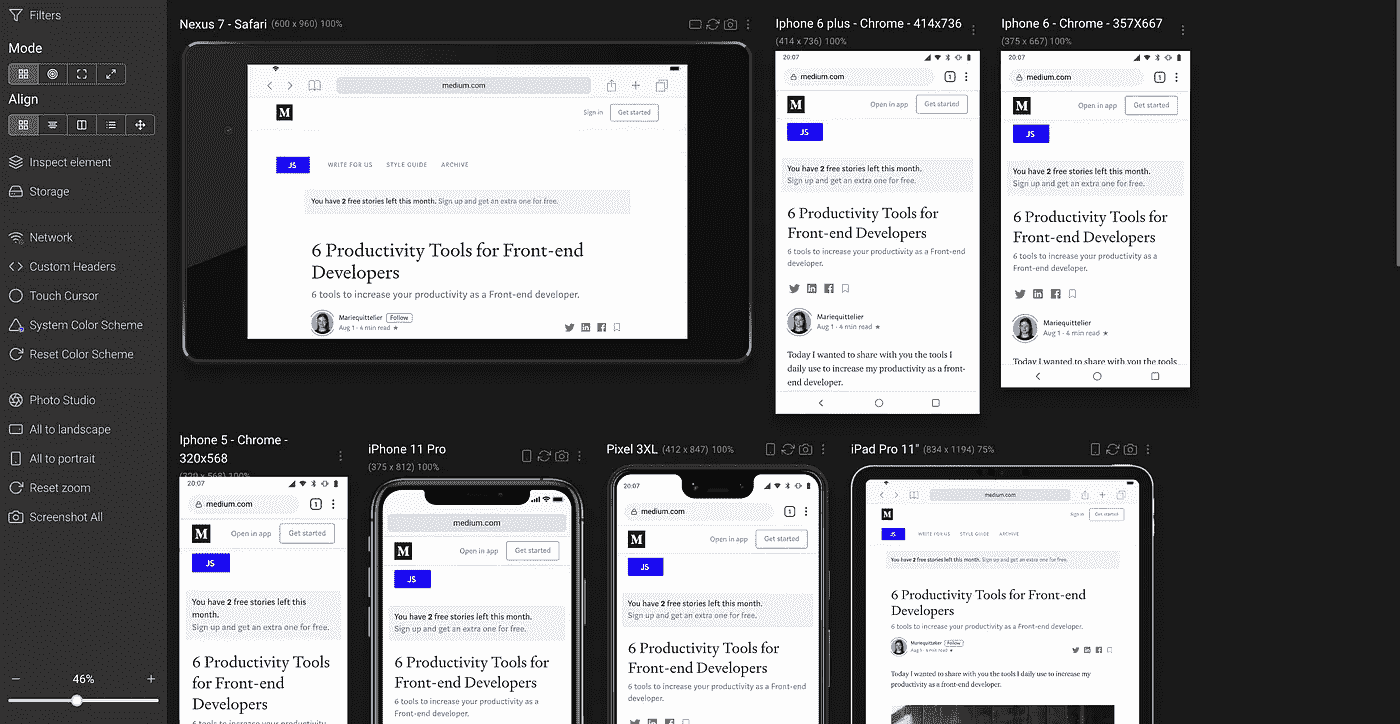 Filters
Mode
Align
Inspect element
Storage
Network
Custom Headers
Touch Cursor
System Color Scheme
Reset Color Scheme
Photo Studio
All to landscape
All to portrait
Reset zoom
Screenshot All
46%
Nexus 7 - Safari (600 x 960) 100%
medium.com
M
Sign in
Get started
JS
WRITE FOR US
STYLE GUIDE
ARCHIVE
You have 2 free stories left this month. Sign up and get an extra one for free.
6 Productivity Tools for Front-end
Developers
6 tools to increase your productivity as a Front-end developer.
Mariequittelier Follow
Aug 1 · 4 min read ★
Iphone 6 plus - Chrome - 414x736
(414 x 736) 100%
20:07
medium.com
1
M
Open in app
Get started
JS
You have 2 free stories left this month.
Sign up and get an extra one for free.
6 Productivity Tools for
Front-end Developers
6 tools to increase your productivity as a Front-end
developer.
Mariequittelier
Aug 1 · 4 min read ★
Today I wanted to share with you the tools I
daily use to increase my productivity as a front-
end developer.
Iphone 6 - Chrome - 357X667
(375 x 667) 100%
20:07
medium.com
1
M
Open in app
Get started
JS
You have 2 free stories left this month.
Sign up and get an extra one for free.
6 Productivity Tools for
Front-end Developers
6 tools to increase your productivity as a
Front-end developer.
Mariequittelier
Aug 1 · 4 min read ★
Today I wanted to share with you the tools
Iphone 5 - Chrome -
320x568
(320 x 568) 100%
20:07
medium.com
1
M
Open in app
Get started
JS
You have 2 free stories left this
month.
Sign up and get an extra one for free.
6 Productivity Tools
for Front-end
Developers
6 tools to increase your productivity as a
iPhone 11 Pro
(375 x 812) 100%
medium.com
M
Open in app
Get started
JS
You have 2 free stories left this month.
Sign up and get an extra one for free.
6 Productivity Tools for
Front-end Developers
6 tools to increase your productivity as a
Front-end developer.
Pixel 3XL (412 x 847) 100%
20:07
medium.com
1
M
Open in app
Get started
JS
You have 2 free stories left this month.
Sign up and get an extra one for free.
6 Productivity Tools for
Front-end Developers
6 tools to increase your productivity as a Front-end
developer.
iPad Pro 11" (834 x 1194) 75%
medium.com
M
Sign in
Get started
JS
WRITE FOR US
STYLE GUIDE
ARCHIVE
You have 2 free stories left this month. Sign up and get an extra one for free.
6 Productivity Tools for Front-end
Developers
6 tools to increase your productivity as a Front-end developer.
Mariequittelier Follow
Aug 1 · 4 min read ★
Today I wanted to share with you the tools I daily use to increase my
productivity as a front-end developer.